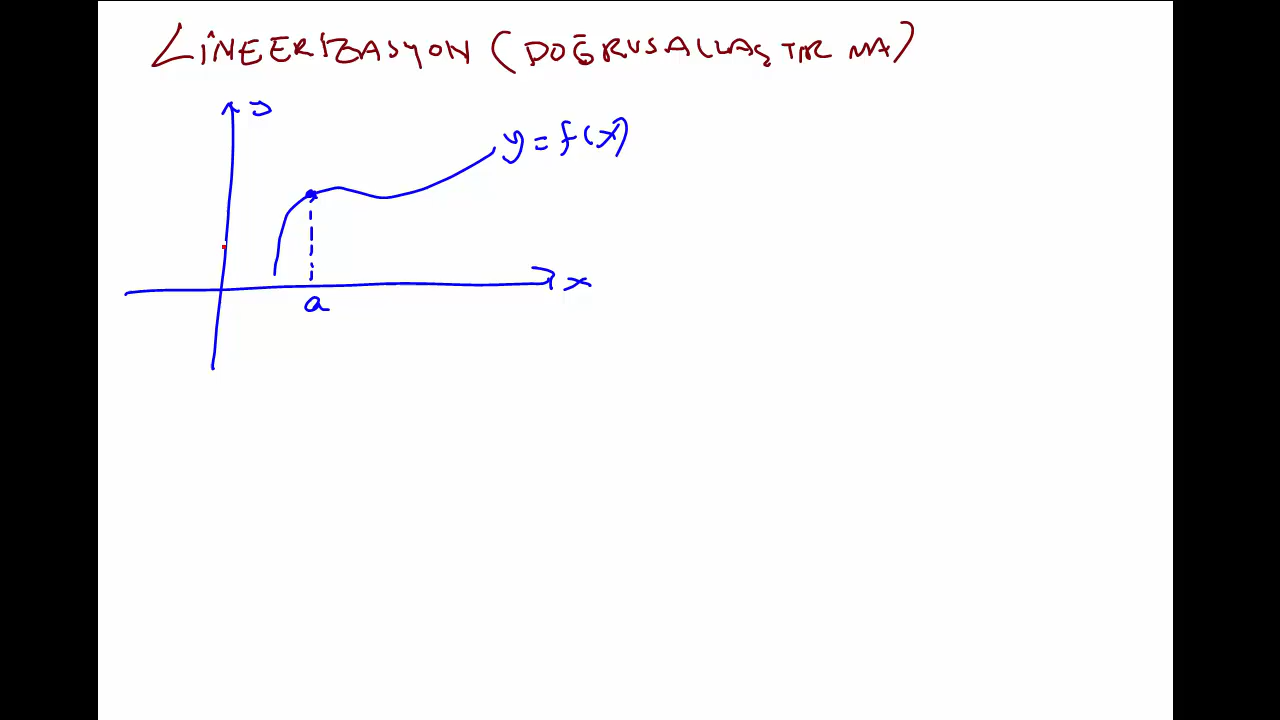 LİNEERİZASYON (DOĞRUSALLAŞTIRMA)
y
y = f(x)
x
a